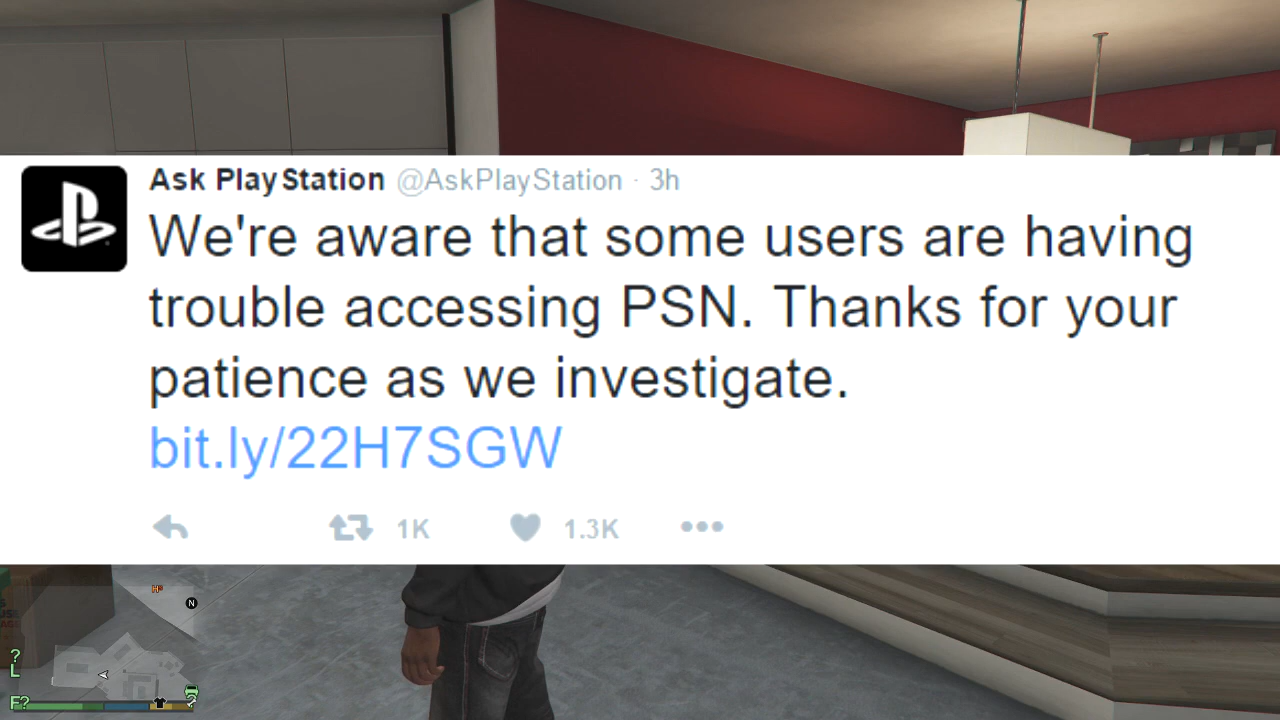 Ask PlayStation @AskPlayStation · 3h
We're aware that some users are having
trouble accessing PSN. Thanks for your
patience as we investigate.
bit.ly/22H7SGW
1K 1.3K •••
H
N
?
L
F?
?